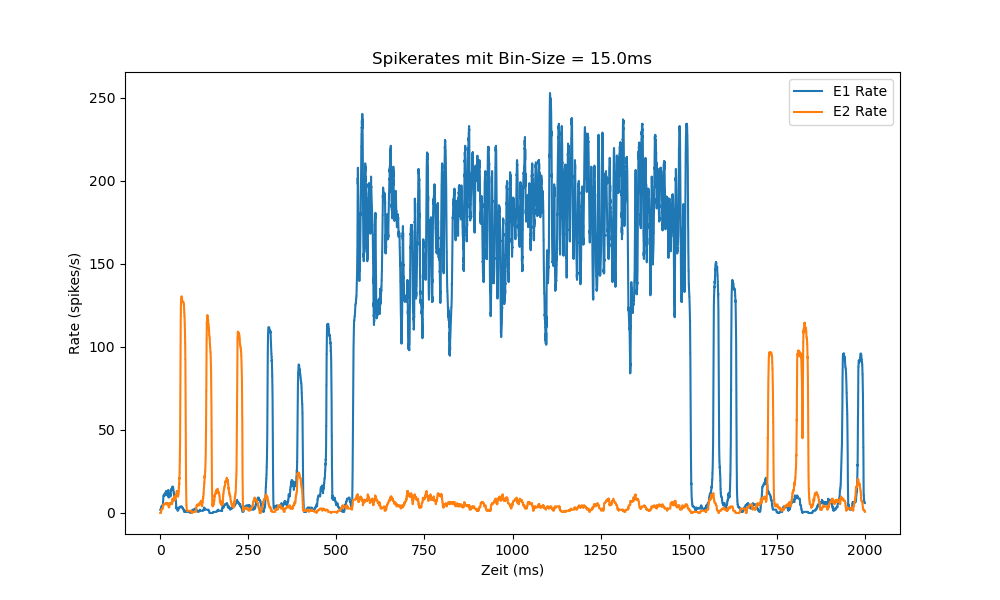 Spikerates mit Bin-Size = 15.0ms
E1 Rate
E2 Rate
Rate (spikes/s)
250
200
150
100
50
0
0 250 500 750 1000 1250 1500 1750 2000
Zeit (ms)